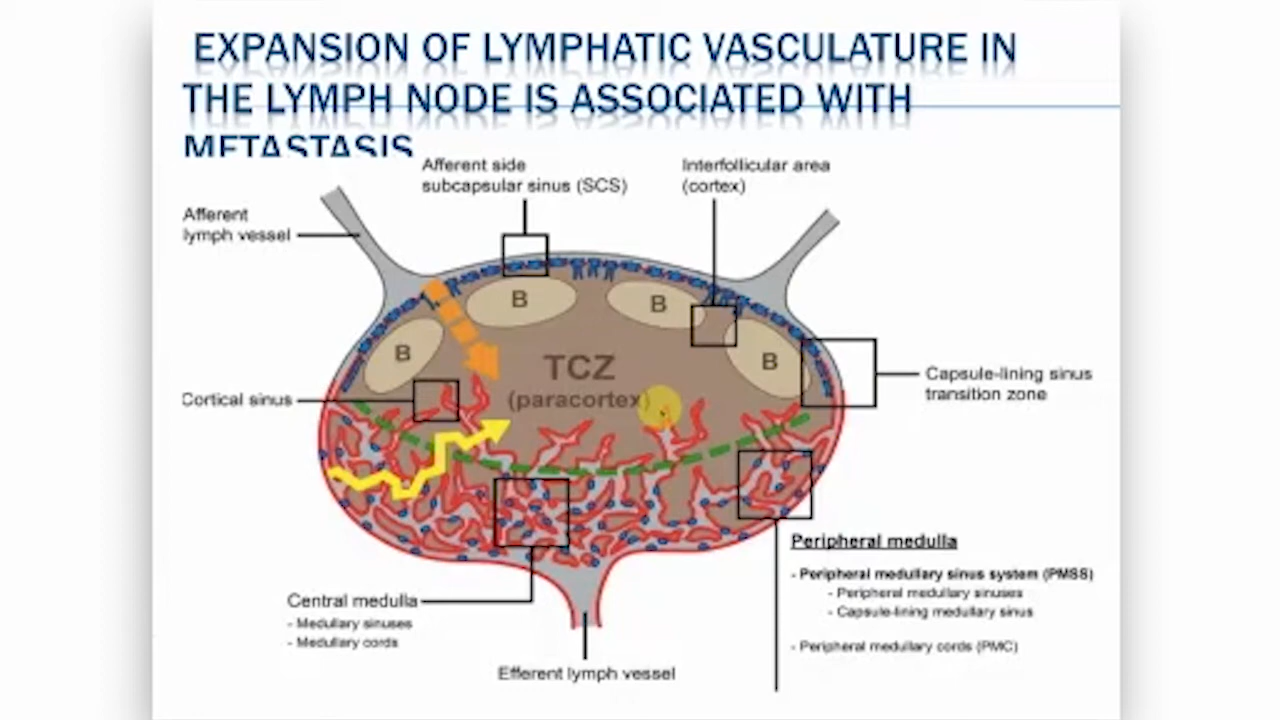 EXPANSION OF LYMPHATIC VASCULATURE IN
THE LYMPH NODE IS ASSOCIATED WITH
METASTASIS
Afferent side
subcapsular sinus (SCS)
Interfollicular area
(cortex)
Afferent
lymph vessel
B
B
B
B
TCZ
(paracortex)
Cortical sinus
Capsule-lining sinus
transition zone
Peripheral medulla
- Peripheral medullary sinus system (PMSS)
- Peripheral medullary sinuses
- Capsule-lining medullary sinus
- Peripheral medullary cords (PMC)
Central medulla
- Medullary sinuses
- Medullary cords
Efferent lymph vessel